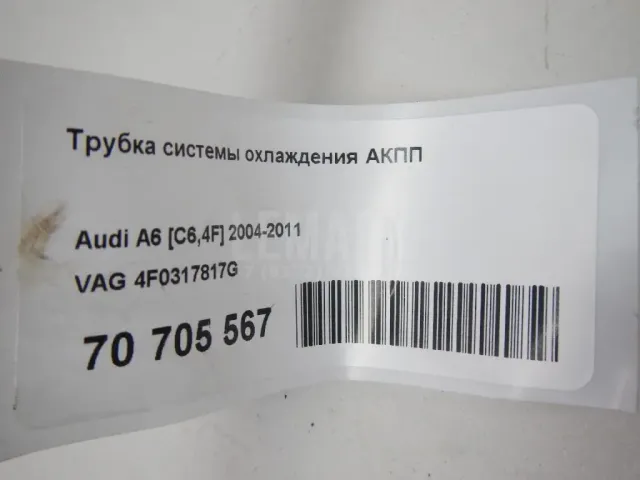 Трубка системы охлаждения АКПП
Audi A6 [C6,4F] 2004-2011
VAG 4F0317817G
70 705 567